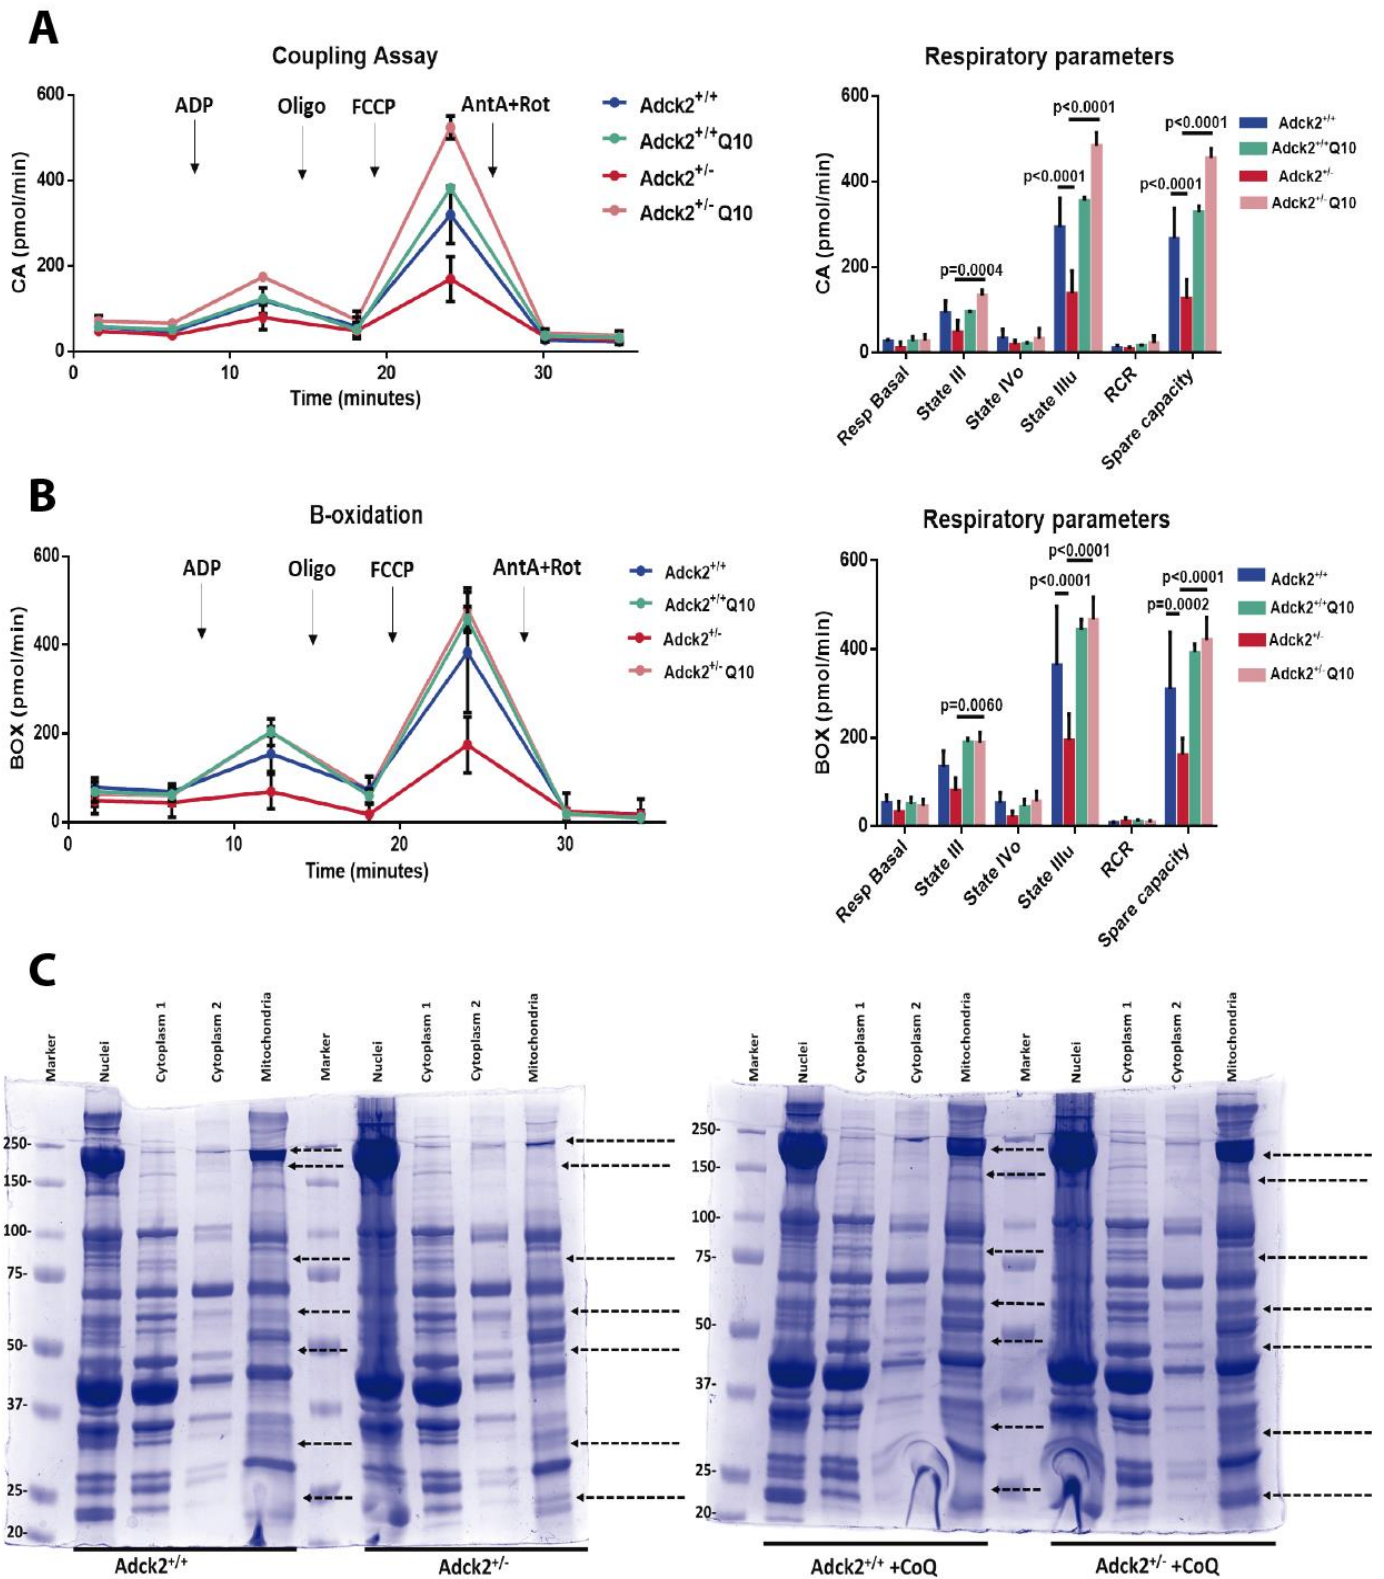 A
Coupling Assay
CA (pmol/min)
600
400
200
0
0
10
20
30
Time (minutes)
ADP
Oligo
FCCP
AntA+Rot
Adck2+/+
Adck2+/+Q10
Adck2+/-
Adck2+/- Q10
Respiratory parameters
CA (pmol/min)
600
400
200
0
p=0.0004
p<0.0001
p<0.0001
p<0.0001
p<0.0001
Resp Basal
State III
State IVo
State IIIu
RCR
Spare capacity
Adck2+/+
Adck2+/+Q10
Adck2+/-
Adck2+/- Q10
B
B-oxidation
BOX (pmol/min)
600
400
200
0
0
10
20
30
Time (minutes)
ADP
Oligo
FCCP
AntA+Rot
Adck2+/+
Adck2+/+Q10
Adck2+/-
Adck2+/- Q10
Respiratory parameters
BOX (pmol/min)
600
400
200
0
p=0.0060
p<0.0001
p<0.0001
p=0.0002
p<0.0001
Resp Basal
State III
State IVo
State IIIu
RCR
Spare capacity
Adck2+/+
Adck2+/+Q10
Adck2+/-
Adck2+/- Q10
C
Marker
Nuclei
Cytoplasm 1
Cytoplasm 2
Mitochondria
Marker
Nuclei
Cytoplasm 1
Cytoplasm 2
Mitochondria
250-
150-
100-
75-
50-
37-
25-
20-
Adck2+/+
Adck2+/-
Marker
Nuclei
Cytoplasm 1
Cytoplasm 2
Mitochondria
Marker
Nuclei
Cytoplasm 1
Cytoplasm 2
Mitochondria
250-
150-
100-
75-
50-
37-
25-
20-
Adck2+/+ +CoQ
Adck2+/- +CoQ